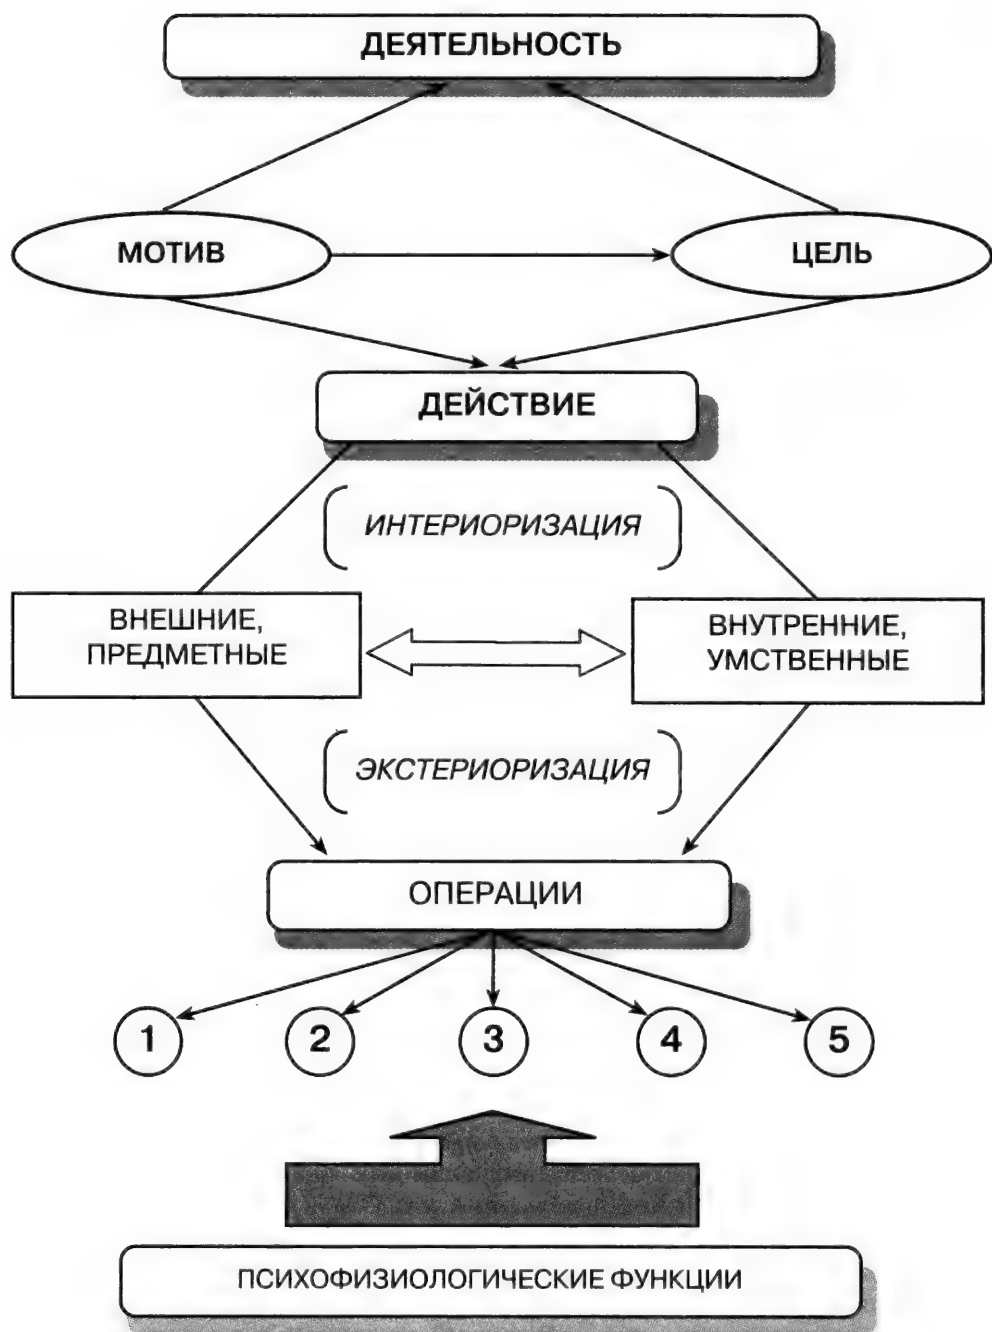 ДЕЯТЕЛЬНОСТЬ
МОТИВ
ЦЕЛЬ
ДЕЙСТВИЕ
ИНТЕРИОРИЗАЦИЯ
ВНЕШНИЕ,
ПРЕДМЕТНЫЕ
ВНУТРЕННИЕ,
УМСТВЕННЫЕ
ЭКСТЕРИОРИЗАЦИЯ
ОПЕРАЦИИ
1 2 3 4 5
ПСИХОФИЗИОЛОГИЧЕСКИЕ ФУНКЦИИ